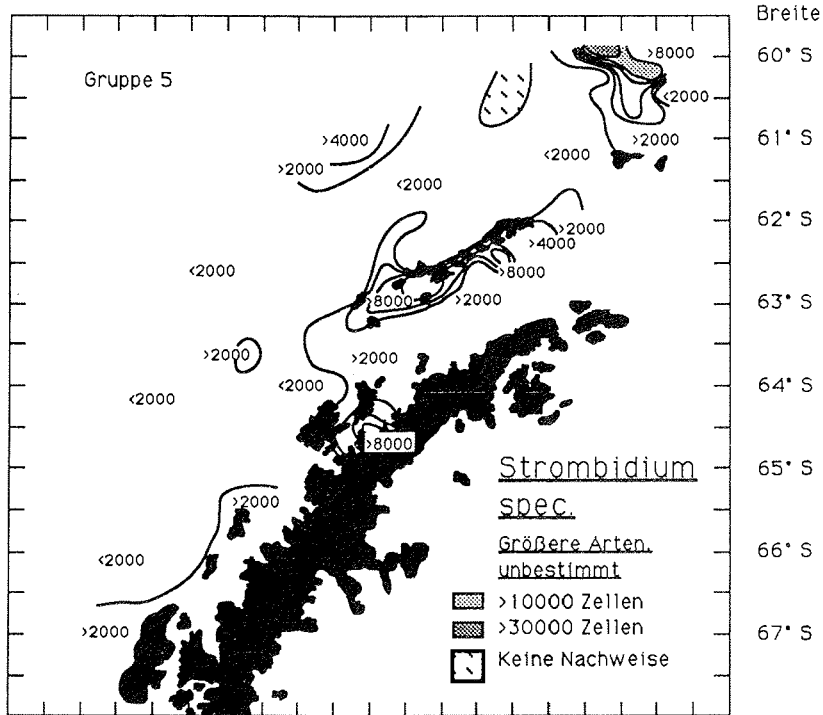 Breite
60° S
>8000
Gruppe 5
<2000
61° S
>4000
>2000
<2000
>2000
<2000
62° S
>2000
>4000
<2000
>8000
>8000
>2000
63° S
>2000
>2000
<2000
<2000
64° S
>8000
65° S
Strombidium
spec.
>2000
Größere Arten,
unbestimmt
66° S
<2000
>10000 Zellen
>30000 Zellen
>2000
67° S
Keine Nachweise